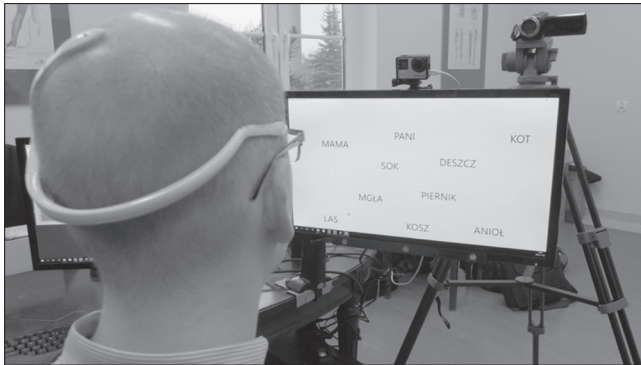 MAMA PANI KOT
SOK DESZCZ
MGŁA PIERNIK
LAS KOSZ ANIOŁ